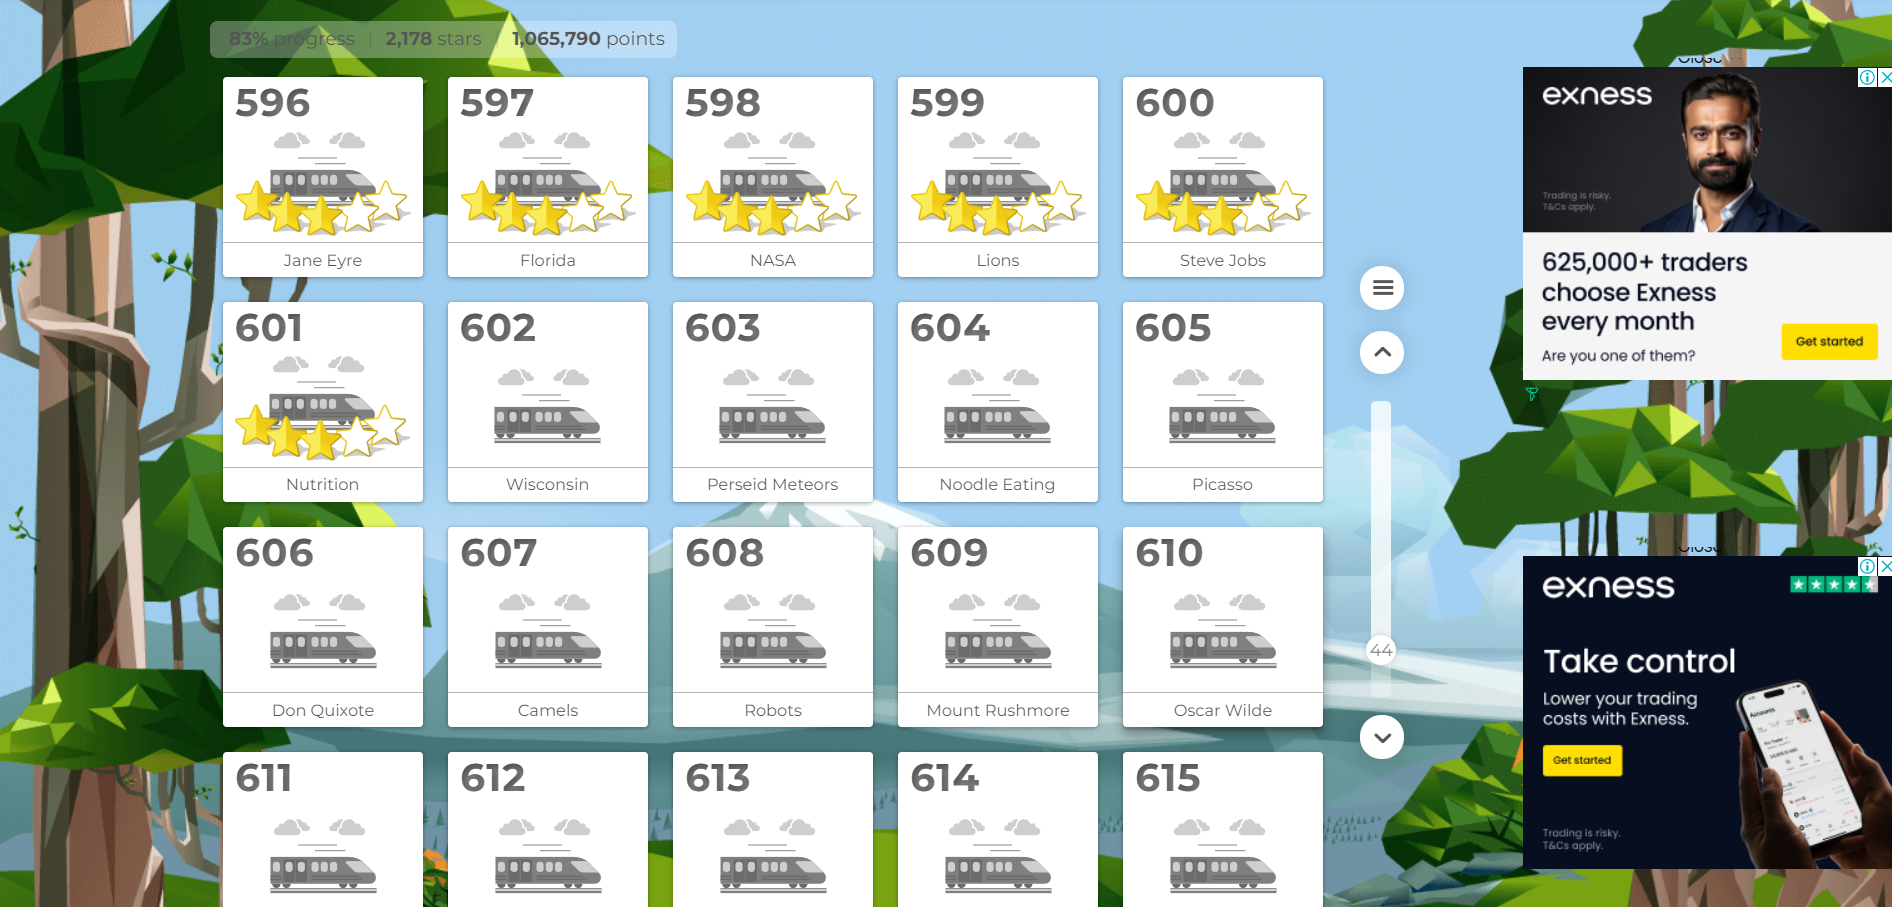 83% progress | 2,178 stars | 1,065,790 points
596
597
598
599
600
Jane Eyre
Florida
NASA
Lions
Steve Jobs
601
602
603
604
605
Nutrition
Wisconsin
Perseid Meteors
Noodle Eating
Picasso
606
607
608
609
610
Don Quixote
Camels
Robots
Mount Rushmore
Oscar Wilde
611
612
613
614
615
44
exness
Trading is risky.
T&Cs apply.
625,000+ traders
choose Exness
every month
Are you one of them?
Get started
exness
Take control
Lower your trading
costs with Exness.
Get started
Accounts
Trading is risky.
T&Cs apply.